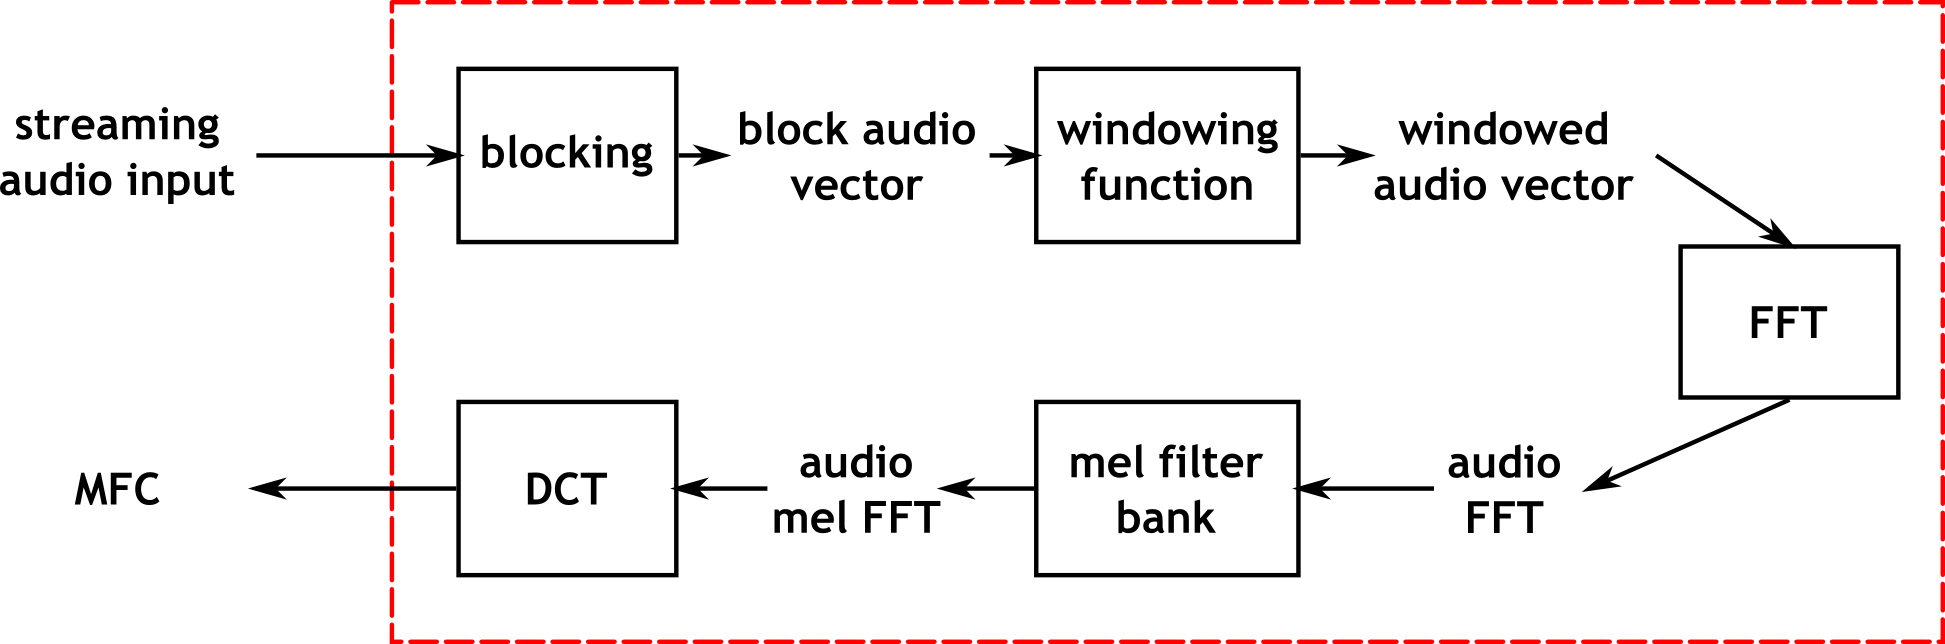 streaming
audio input
blocking
block audio
vector
windowing
function
windowed
audio vector
FFT
audio
FFT
mel filter
bank
audio
mel FFT
DCT
MFC